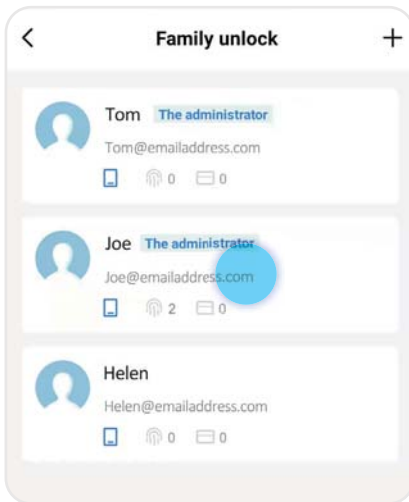 Family unlock
Tom The administrator
Tom@emailaddress.com
0 0
Joe The administrator
Joe@emailaddress.com
2 0
Helen
Helen@emailaddress.com
0 0